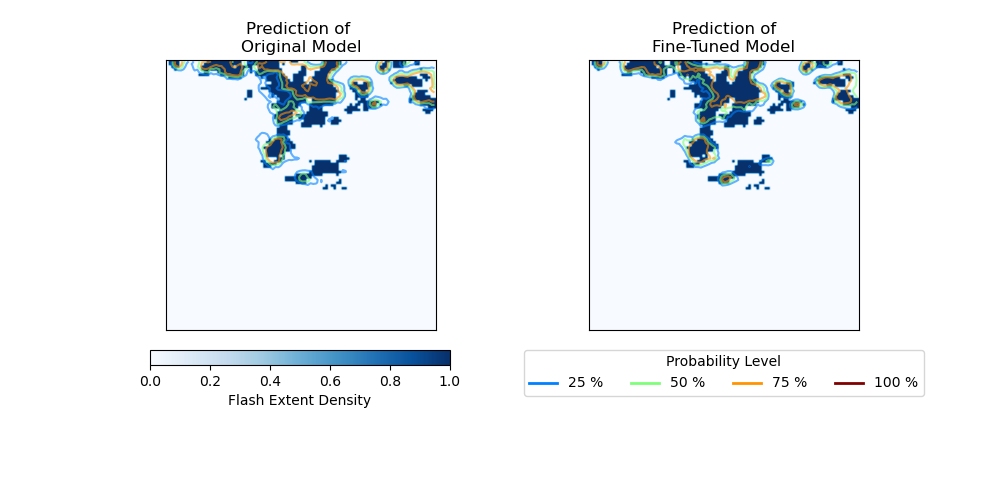 Prediction of
Original Model
Prediction of
Fine-Tuned Model
0.0 0.2 0.4 0.6 0.8 1.0
Flash Extent Density
Probability Level
25 % 50 % 75 % 100 %